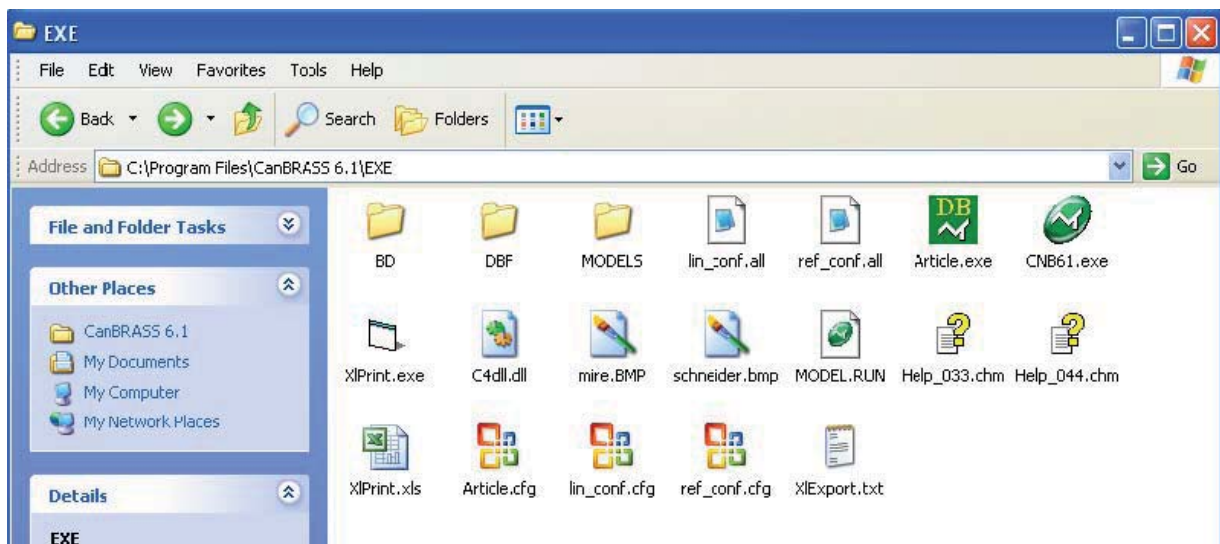 EXE
File Edit View Favorites Tools Help
Back Search Folders
Address C:\Program Files\CanBRASS 6.1\EXE Go
File and Folder Tasks
Other Places
CanBRASS 6.1
My Documents
My Computer
My Network Places
Details
EXE
BD DBF MODELS lin_conf.all ref_conf.all Article.exe CNB61.exe
XlPrint.exe C4dll.dll mire.BMP schneider.bmp MODEL.RUN Help_033.chm Help_044.chm
XlPrint.xls Article.cfg lin_conf.cfg ref_conf.cfg XlExport.txt
DB